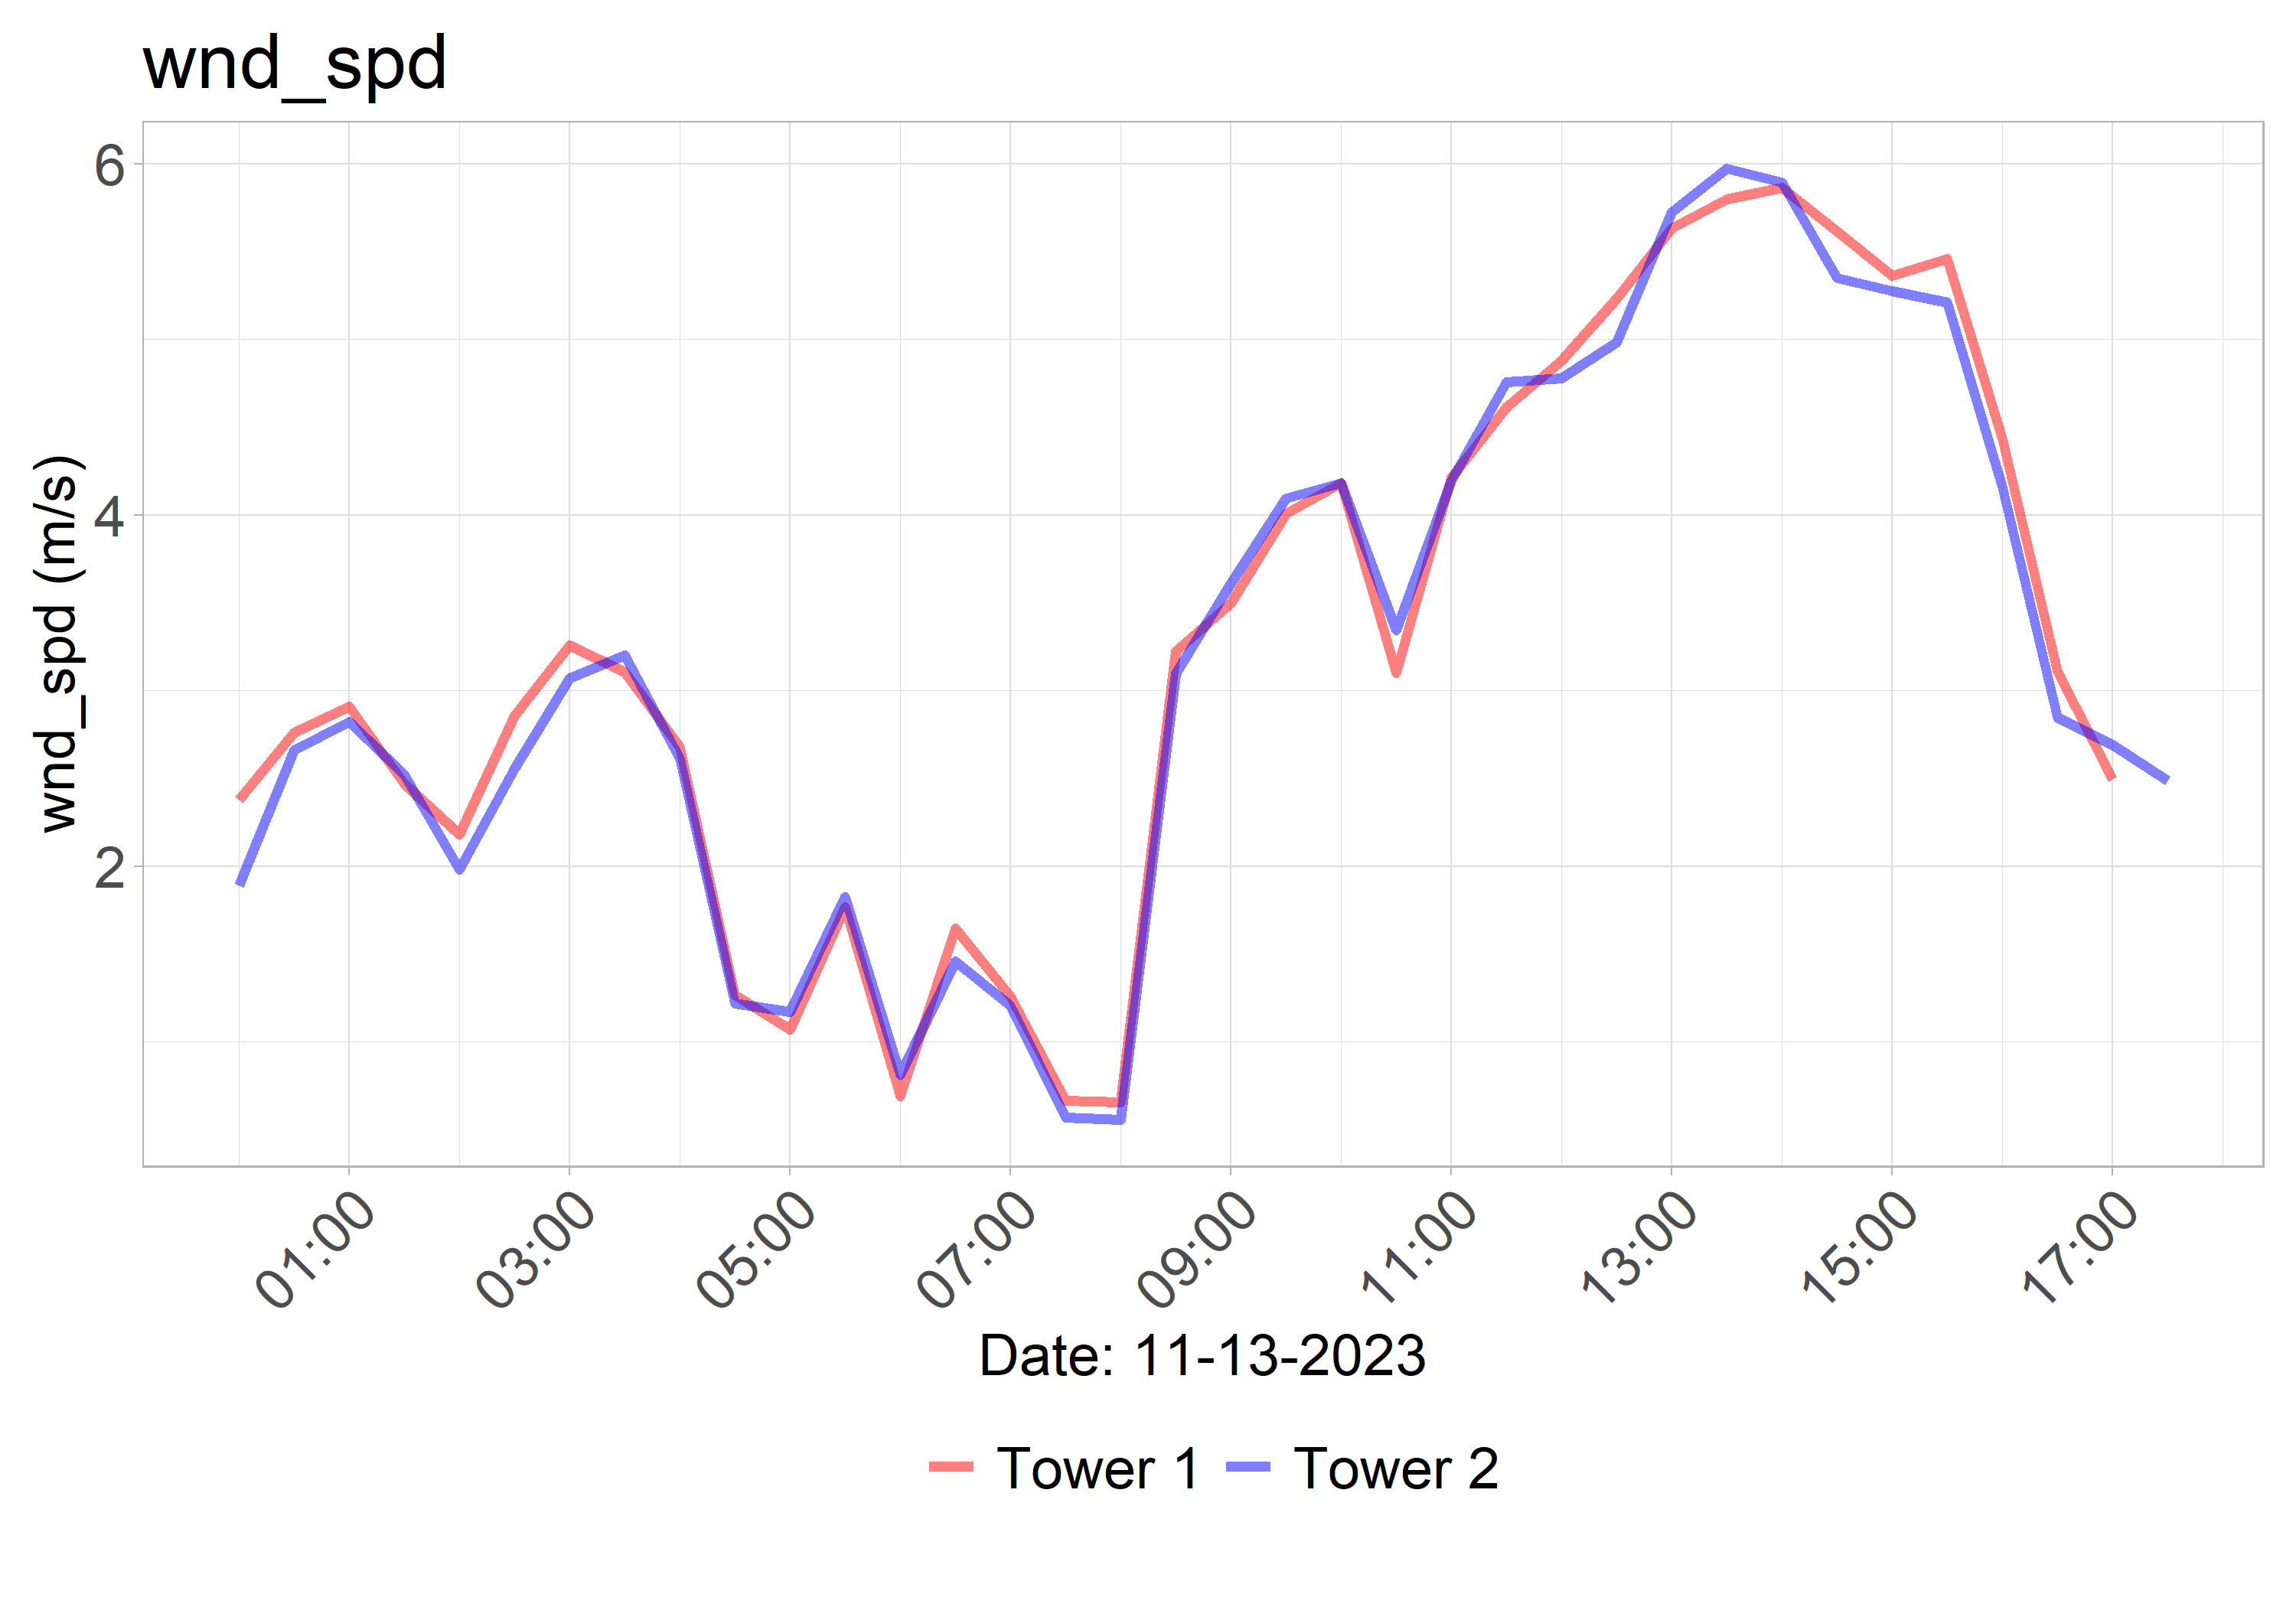 wnd_spd
wnd_spd (m/s)
6
4
2
01:00 03:00 05:00 07:00 09:00 11:00 13:00 15:00 17:00
Date: 11-13-2023
Tower 1 Tower 2